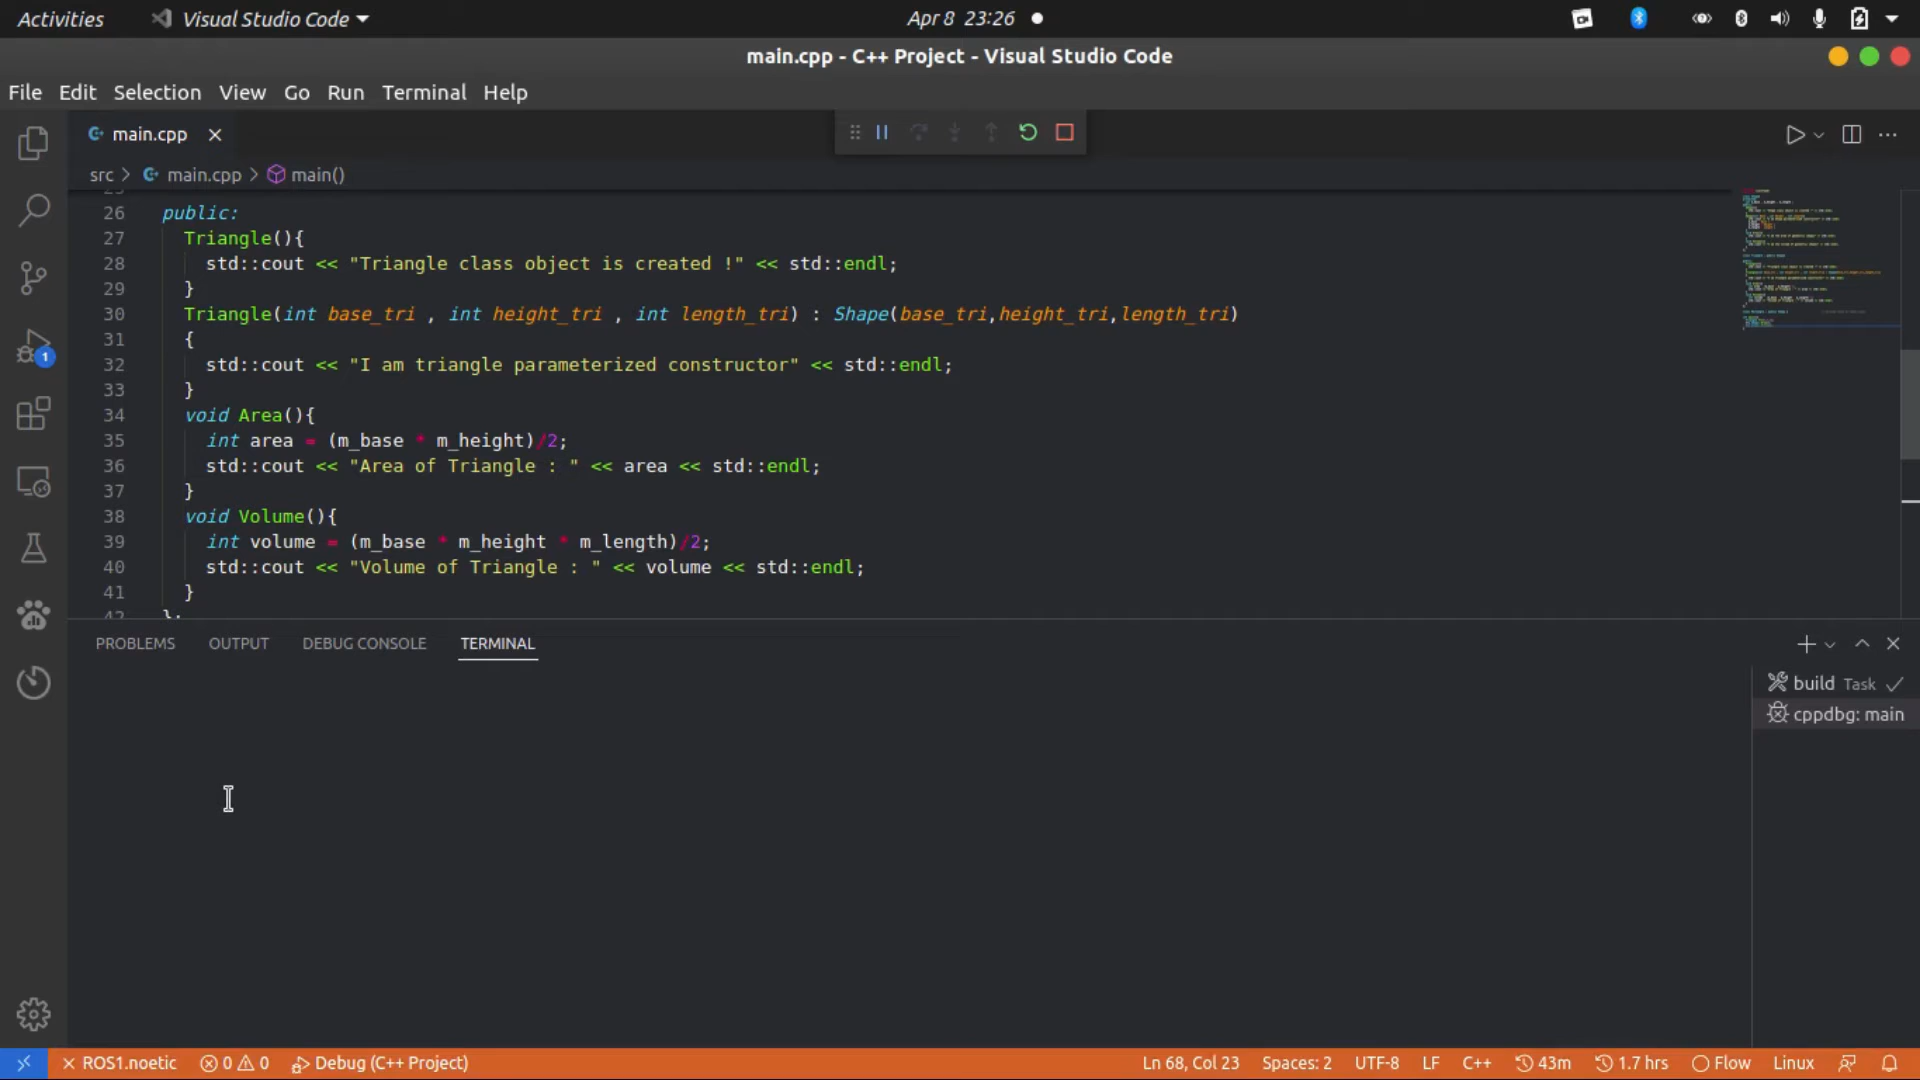 Activities Visual Studio Code Apr 8 23:26
main.cpp - C++ Project - Visual Studio Code
File Edit Selection View Go Run Terminal Help
main.cpp
src > main.cpp > main()
26 public:
27 Triangle(){
28 std::cout << "Triangle class object is created !" << std::endl;
29 }
30 Triangle(int base_tri , int height_tri , int length_tri) : Shape(base_tri,height_tri,length_tri)
31 {
32 std::cout << "I am triangle parameterized constructor" << std::endl;
33 }
34 void Area(){
35 int area = (m_base * m_height)/2;
36 std::cout << "Area of Triangle : " << area << std::endl;
37 }
38 void Volume(){
39 int volume = (m_base * m_height * m_length)/2;
40 std::cout << "Volume of Triangle : " << volume << std::endl;
41 }
42 };
1
PROBLEMS OUTPUT DEBUG CONSOLE TERMINAL
build Task
cppdbg: main
ROS1.noetic 0 0 Debug (C++ Project) Ln 68, Col 23 Spaces: 2 UTF-8 LF C++ 43m 1.7 hrs Flow Linux